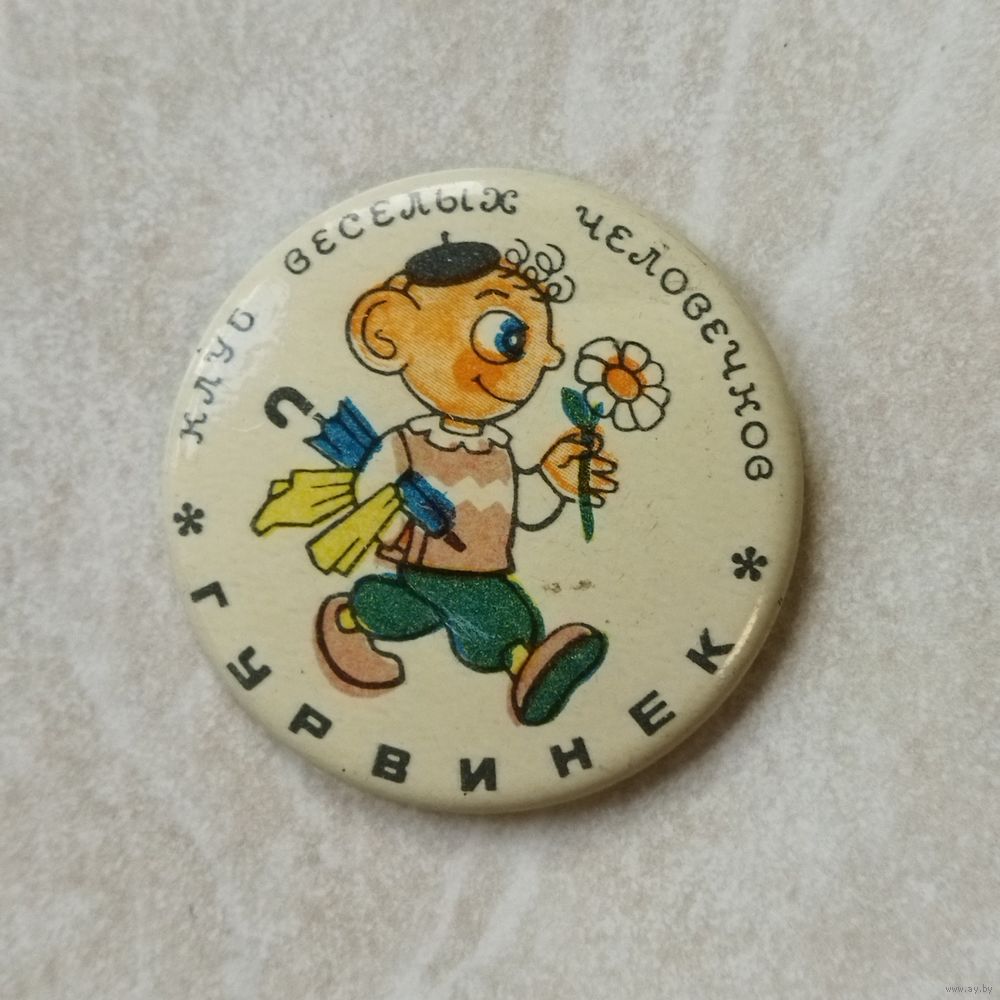 клуб веселых человечков
* ГУРВИНЕК *
www.ay.by